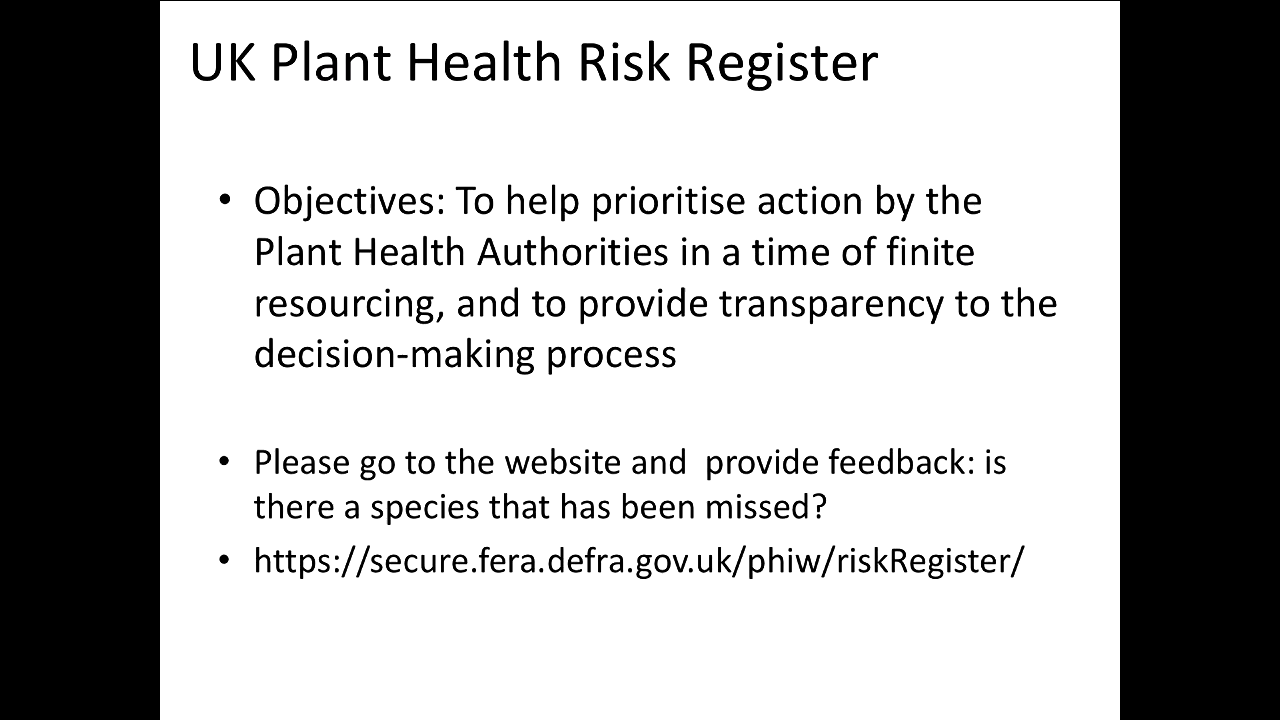 UK Plant Health Risk Register
• Objectives: To help prioritise action by the
Plant Health Authorities in a time of finite
resourcing, and to provide transparency to the
decision-making process
• Please go to the website and  provide feedback: is
there a species that has been missed?
• https://secure.fera.defra.gov.uk/phiw/riskRegister/